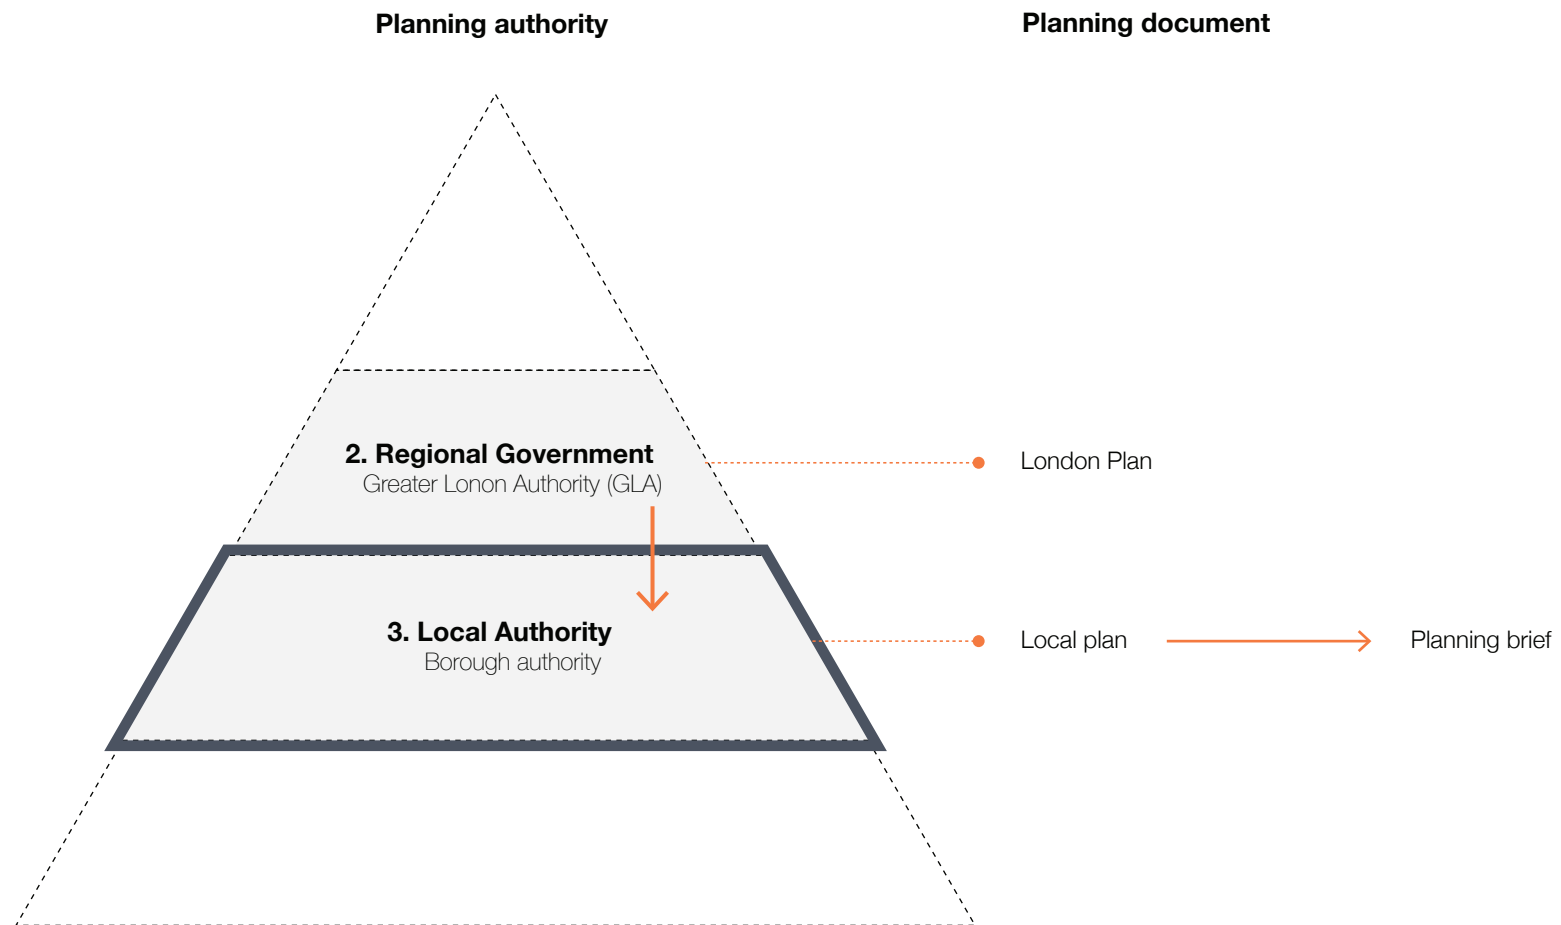 Planning authority
Planning document
2. Regional Government
Greater Lonon Authority (GLA)
London Plan
3. Local Authority
Borough authority
Local plan
Planning brief